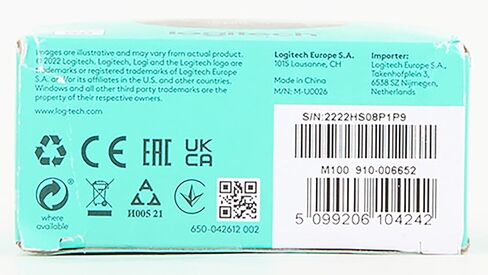 logitech
Images are illustrative and may vary from actual product.
© 2022 Logitech. Logitech, Logi and the Logitech logo are
trademarks or registered trademarks of Logitech Europe
S.A. and/or its affiliates in the U.S. and other countries.
Windows and all other third party trademarks are the
property of their respective owners.
www.logitech.com
Logitech Europe S.A.
1015 Lausanne, CH
Made in China
M/N: M-U0026
Importer:
Logitech Europe S.A.,
Takenhofplein 3,
6538 SZ Nijmegen,
Netherlands
S/N:2222HS08P1P9
M100 910-006652
5 099206 104242
CE EAC UK
CA
where
available
И005 21
650-042612 002